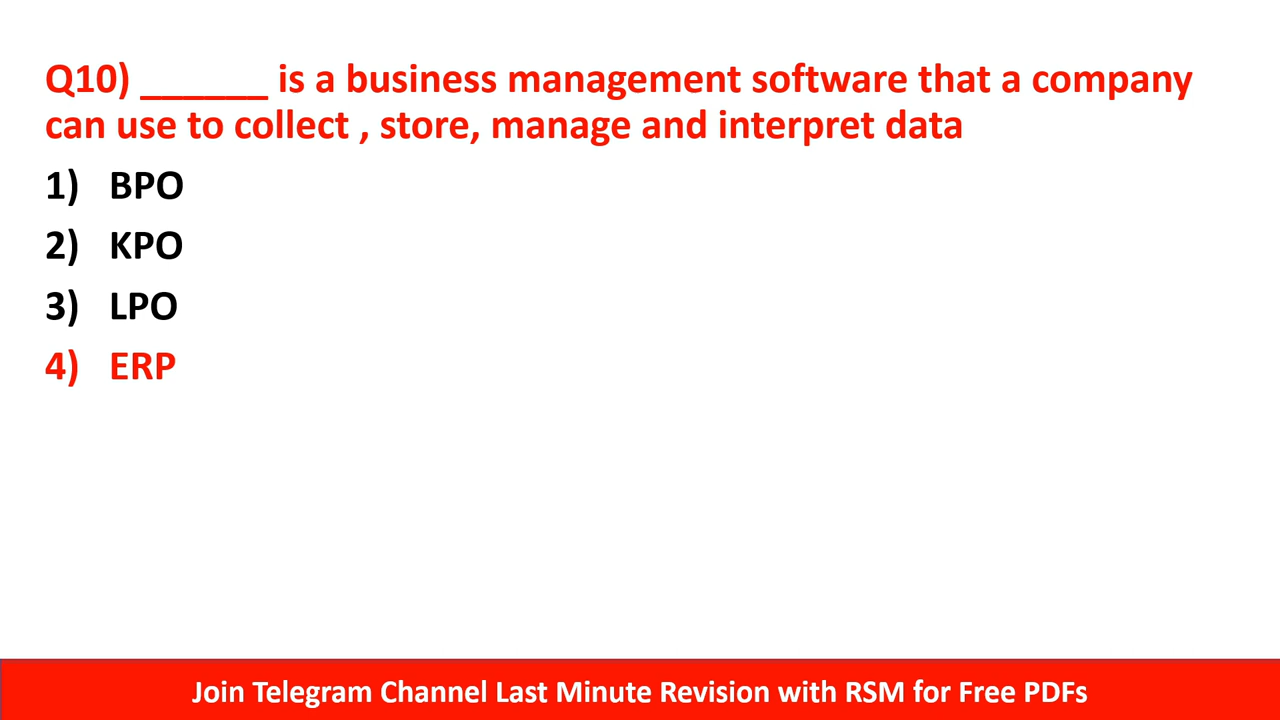 Q10) ______ is a business management software that a company
can use to collect , store, manage and interpret data
1) BPO
2) KPO
3) LPO
4) ERP
Join Telegram Channel Last Minute Revision with RSM for Free PDFs